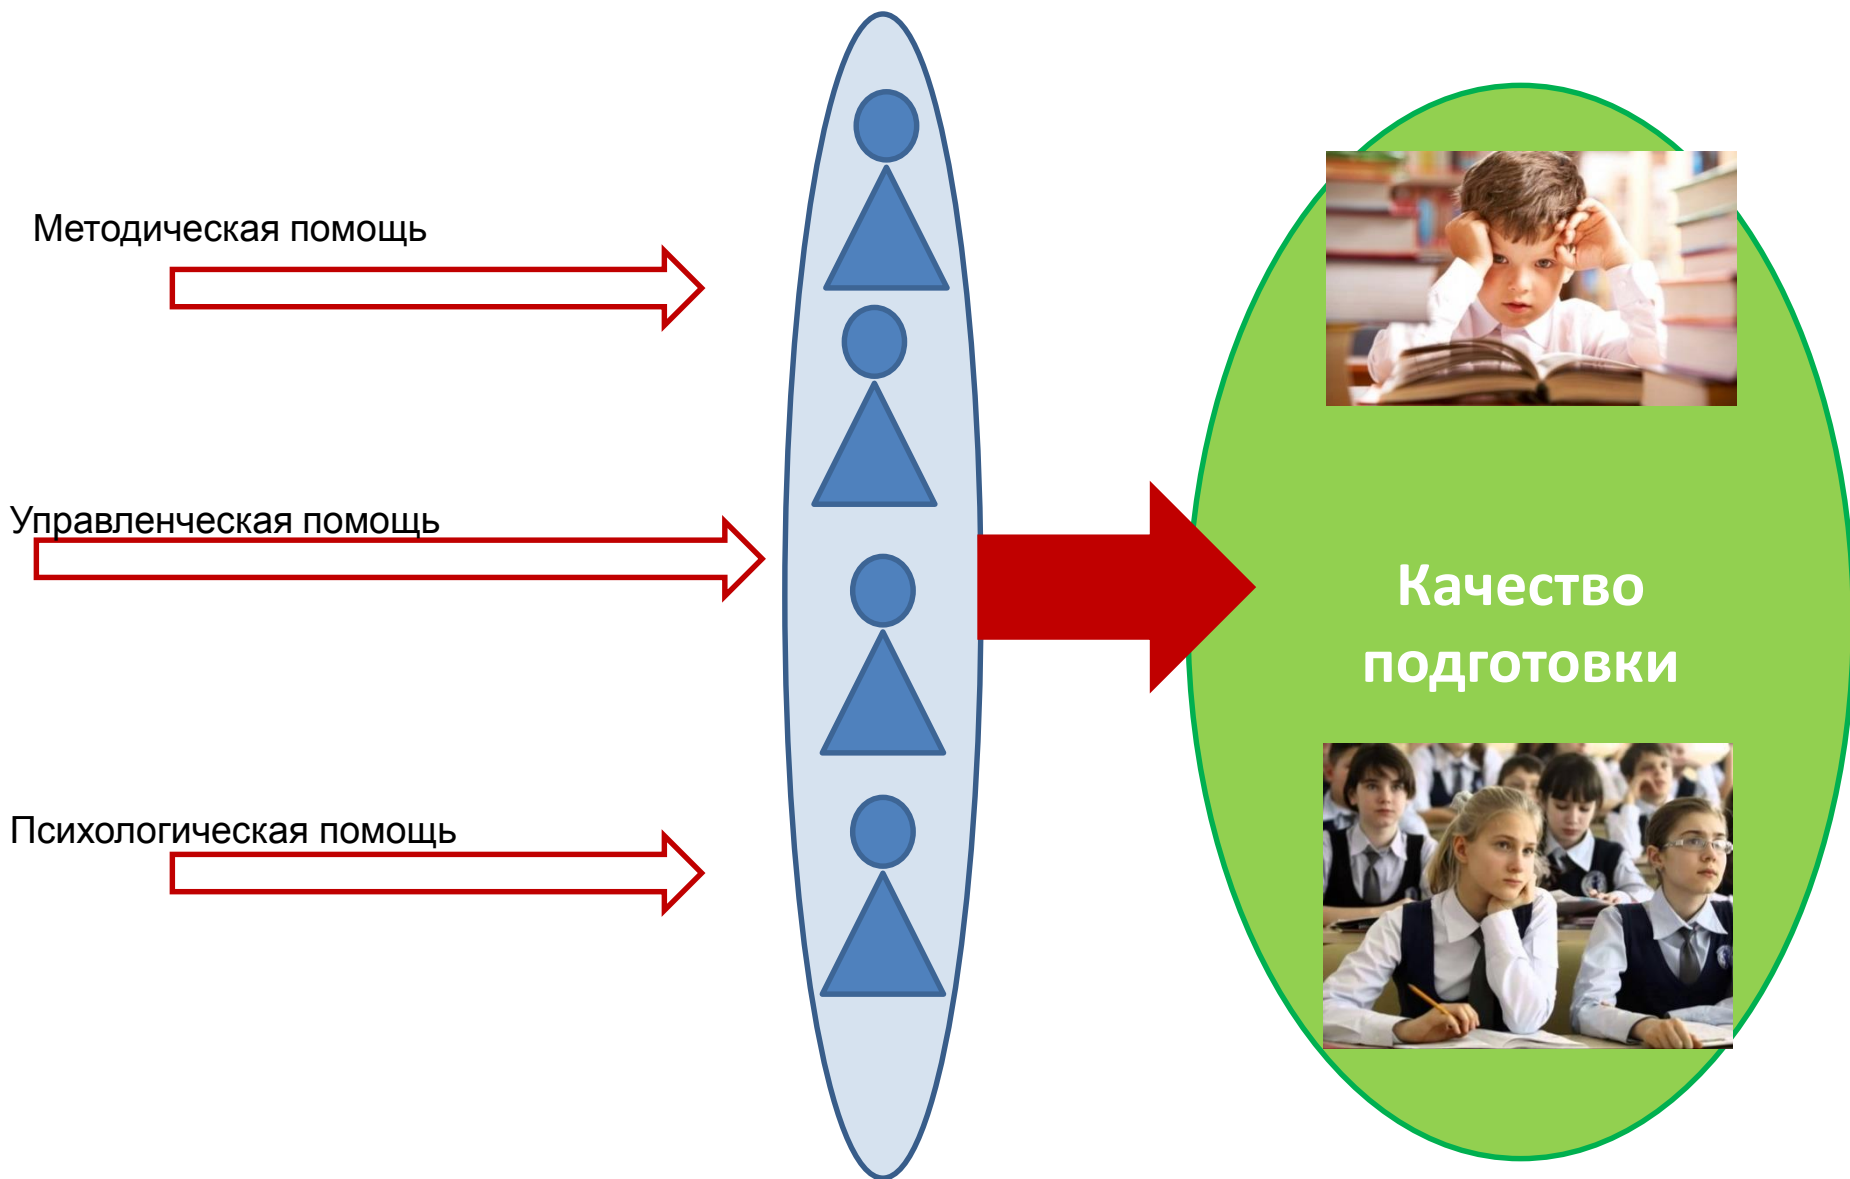 Методическая помощь
Управленческая помощь
Качество
подготовки
Психологическая помощь